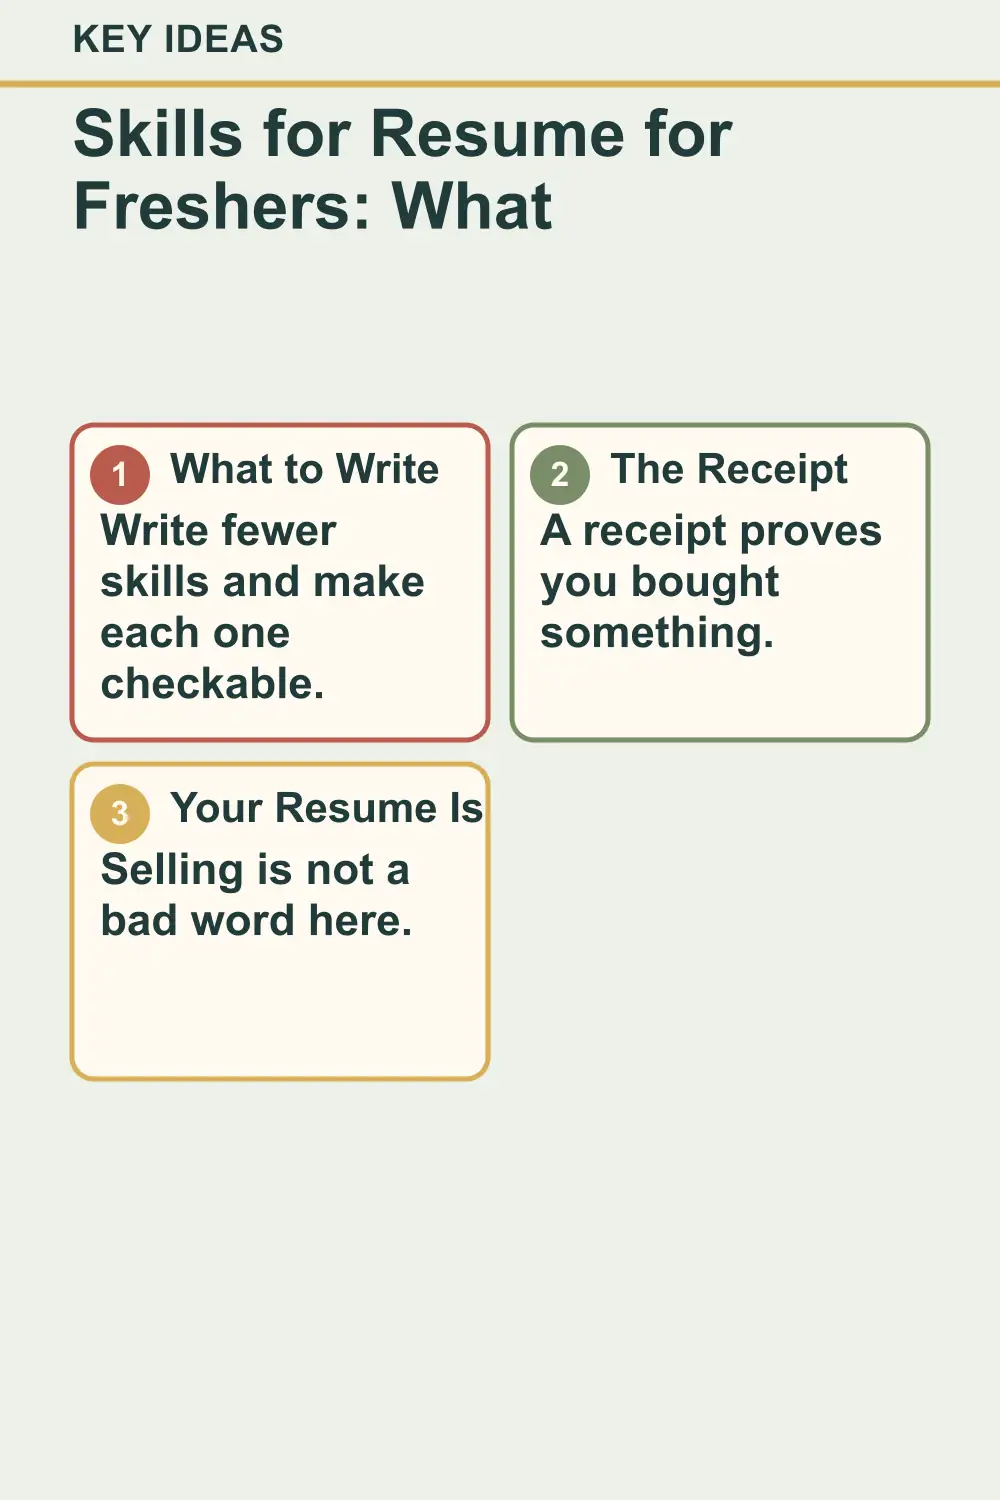 KEY IDEAS
Skills for Resume for
Freshers: What
1 What to Write
Write fewer
skills and make
each one
checkable.
2 The Receipt
A receipt proves
you bought
something.
3 Your Resume Is
Selling is not a
bad word here.